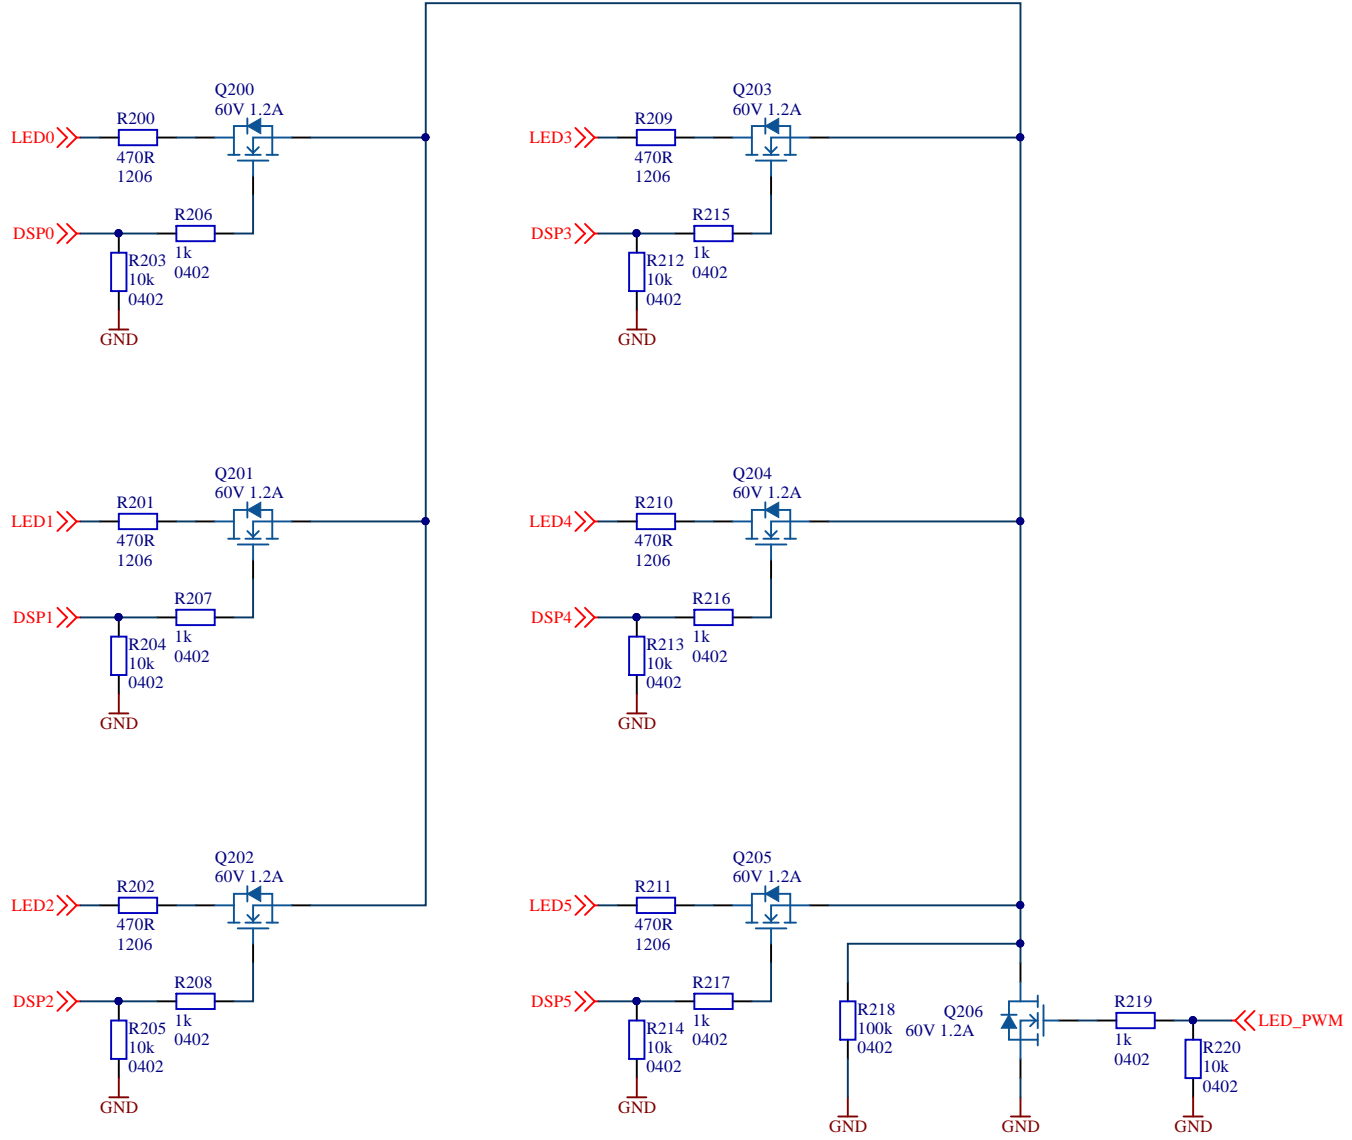 Q200
60V 1.2A
R200
LED0
470R
1206
R206
DSP0
1k
0402
R203
10k
0402
GND
Q203
60V 1.2A
R209
LED3
470R
1206
R215
DSP3
1k
0402
R212
10k
0402
GND
Q201
60V 1.2A
R201
LED1
470R
1206
R207
DSP1
1k
0402
R204
10k
0402
GND
Q204
60V 1.2A
R210
LED4
470R
1206
R216
DSP4
1k
0402
R213
10k
0402
GND
Q202
60V 1.2A
R202
LED2
470R
1206
R208
DSP2
1k
0402
R205
10k
0402
GND
Q205
60V 1.2A
R211
LED5
470R
1206
R217
DSP5
1k
0402
R214
10k
0402
GND
R218
100k
0402
GND
Q206
60V 1.2A
GND
R219
1k
0402
LED_PWM
R220
10k
0402
GND